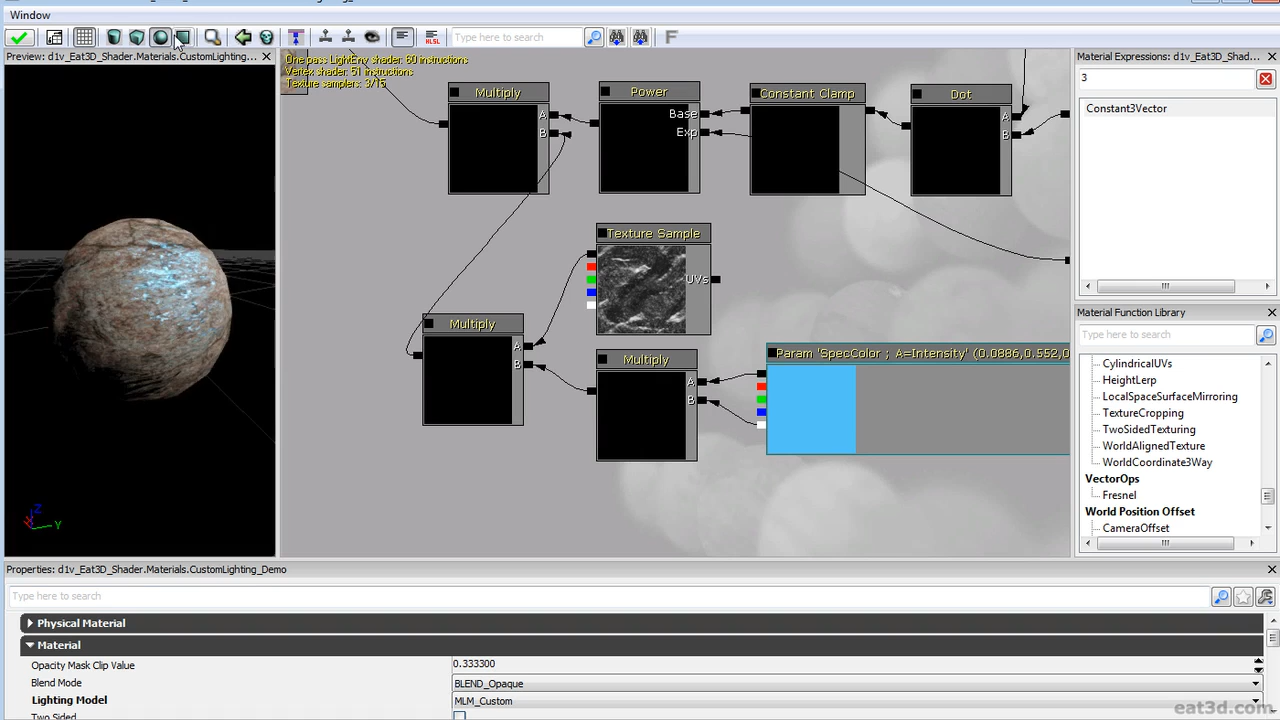 Window
HLSL
Type here to search
F
Preview: d1v_Eat3D_Shader.Materials.CustomLighting...
One pass LightEnv shader: 60 instructions
Vertex shader: 51 instructions
Texture samplers: 3/15
Material Expressions: d1v_Eat3D_Shad...
3
Constant3Vector
Multiply
A
B
Power
Base
Exp
Constant Clamp
Dot
A
B
Texture Sample
UVs
Multiply
A
B
Multiply
A
B
Param 'SpecColor ; A=Intensity' (0.0886,0.552,0
Z
Y
Material Function Library
Type here to search
CylindricalUVs
HeightLerp
LocalSpaceSurfaceMirroring
TextureCropping
TwoSidedTexturing
WorldAlignedTexture
WorldCoordinate3Way
VectorOps
Fresnel
World Position Offset
CameraOffset
Properties: d1v_Eat3D_Shader.Materials.CustomLighting_Demo
Type here to search
Physical Material
Material
Opacity Mask Clip Value
0.333300
Blend Mode
BLEND_Opaque
Lighting Model
MLM_Custom
Two Sided
eat3d.com